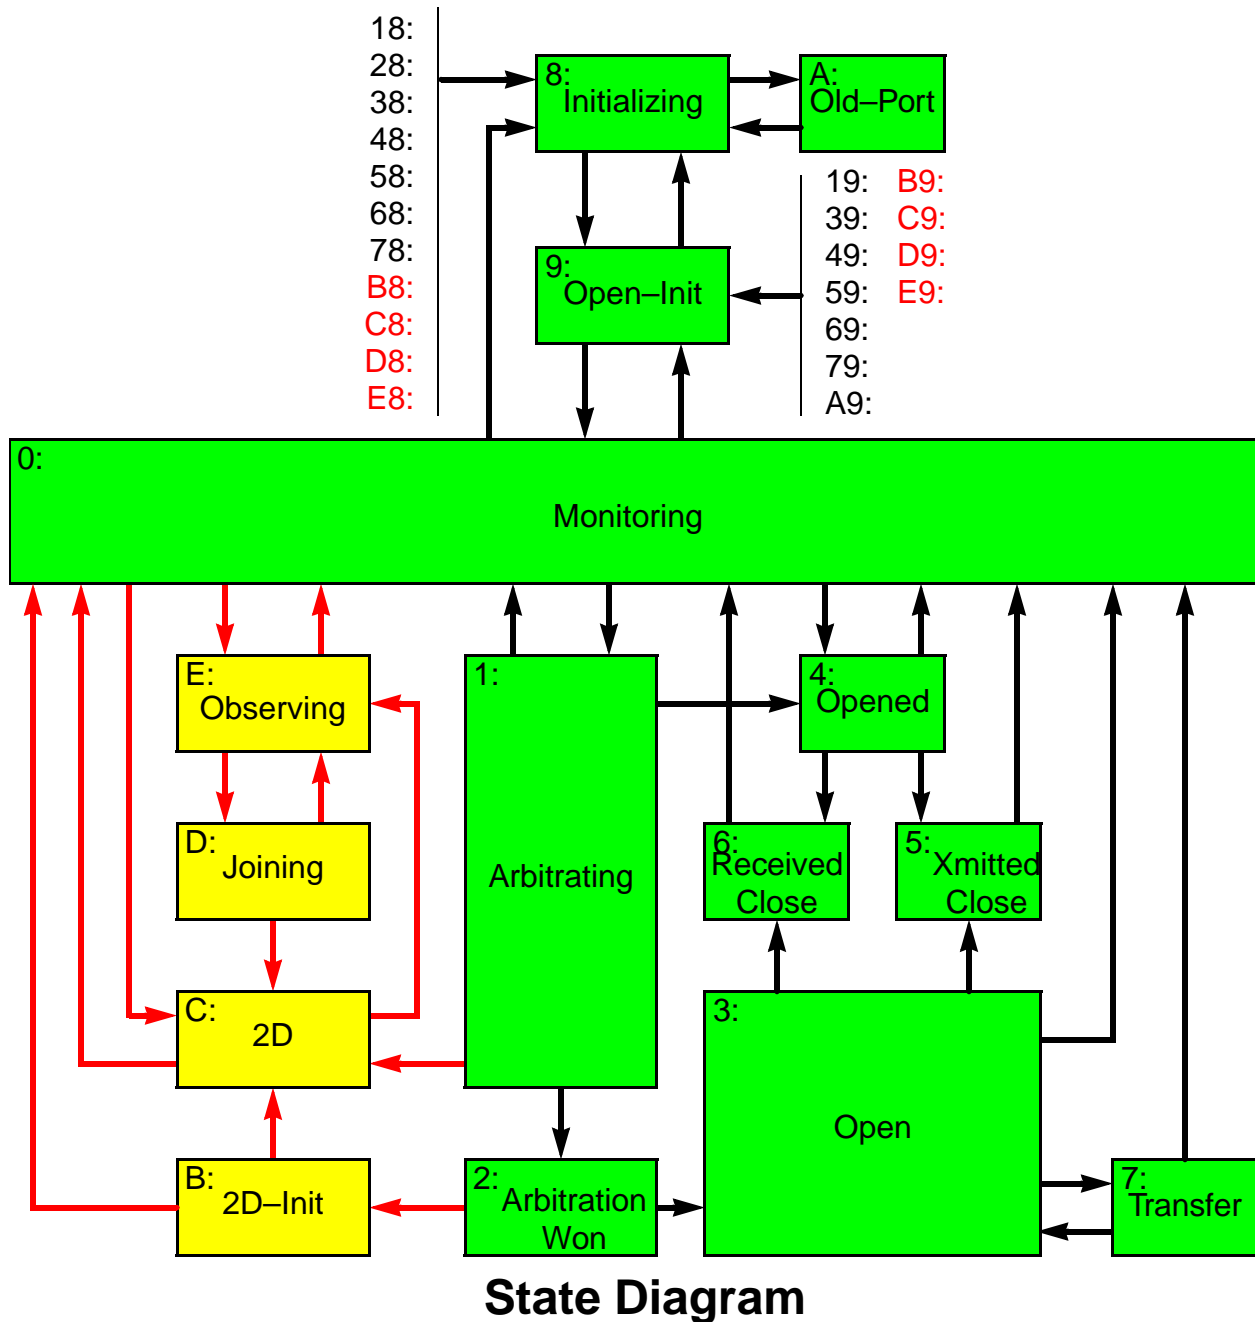 18:
28:
38:
48:
58:
68:
78:
B8:
C8:
D8:
E8:
8:
Initializing
A:
Old–Port
19: B9:
39: C9:
49: D9:
59: E9:
69:
79:
A9:
9:
Open–Init
0:
Monitoring
E:
Observing
1:
Arbitrating
4:
Opened
D:
Joining
6:
Received
Close
5:
Xmitted
Close
C:
2D
3:
Open
B:
2D–Init
2:
Arbitration
Won
7:
Transfer
State Diagram